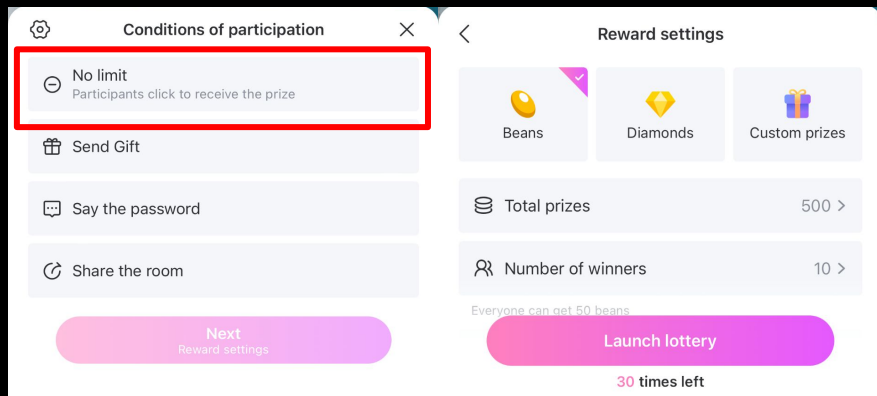 Conditions of participation
No limit
Participants click to receive the prize
Send Gift
Say the password
Share the room
Next
Reward settings
Reward settings
Beans
Diamonds
Custom prizes
Total prizes
500 >
Number of winners
10 >
Everyone can get 50 beans
Launch lottery
30 times left